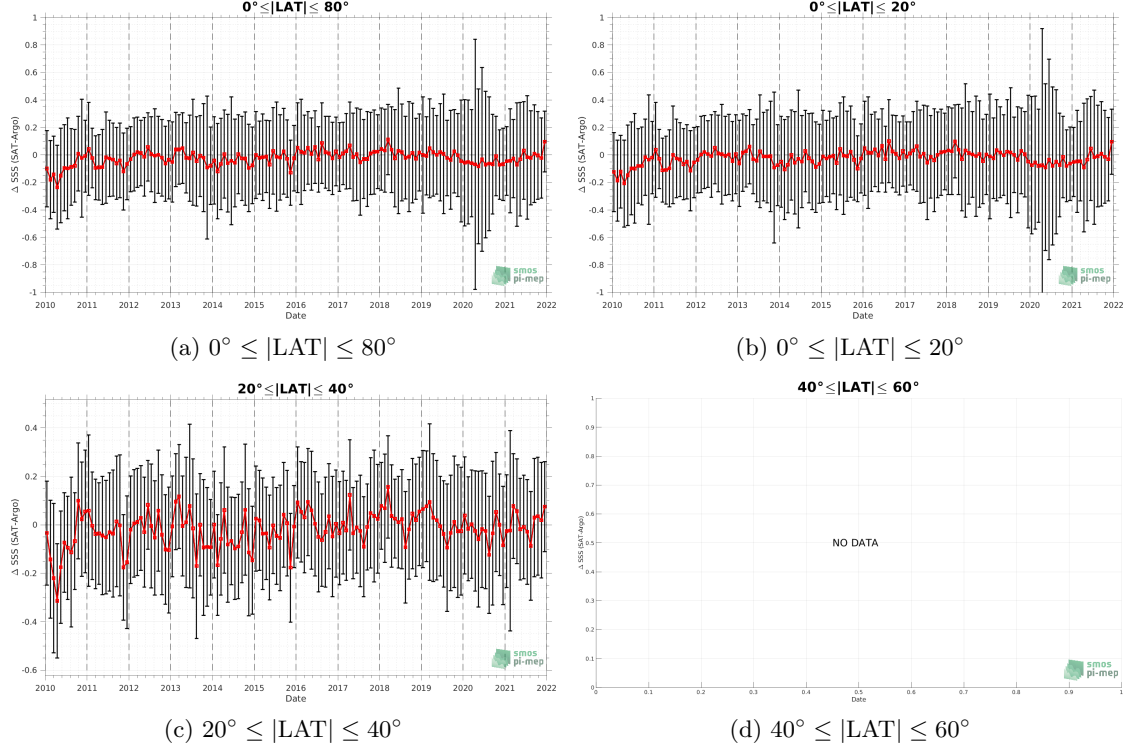 0°≤|LAT|≤ 80°
1
0.8
0.6
0.4
0.2
0
-0.2
-0.4
-0.6
-0.8
-1
Δ SSS (SAT-Argo)
2010 2011 2012 2013 2014 2015 2016 2017 2018 2019 2020 2021 2022
Date
smos
pi-mep
(a) 0° ≤ |LAT| ≤ 80°
0°≤|LAT|≤ 20°
1
0.8
0.6
0.4
0.2
0
-0.2
-0.4
-0.6
-0.8
-1
Δ SSS (SAT-Argo)
2010 2011 2012 2013 2014 2015 2016 2017 2018 2019 2020 2021 2022
Date
smos
pi-mep
(b) 0° ≤ |LAT| ≤ 20°
20°≤|LAT|≤ 40°
0.4
0.2
0
-0.2
-0.4
-0.6
Δ SSS (SAT-Argo)
2010 2011 2012 2013 2014 2015 2016 2017 2018 2019 2020 2021 2022
Date
smos
pi-mep
(c) 20° ≤ |LAT| ≤ 40°
40°≤|LAT|≤ 60°
1
0.9
0.8
0.7
0.6
0.5
0.4
0.3
0.2
0.1
0
Δ SSS (SAT-Argo)
NO DATA
0 0.1 0.2 0.3 0.4 0.5 0.6 0.7 0.8 0.9 1
Date
smos
pi-mep
(d) 40° ≤ |LAT| ≤ 60°